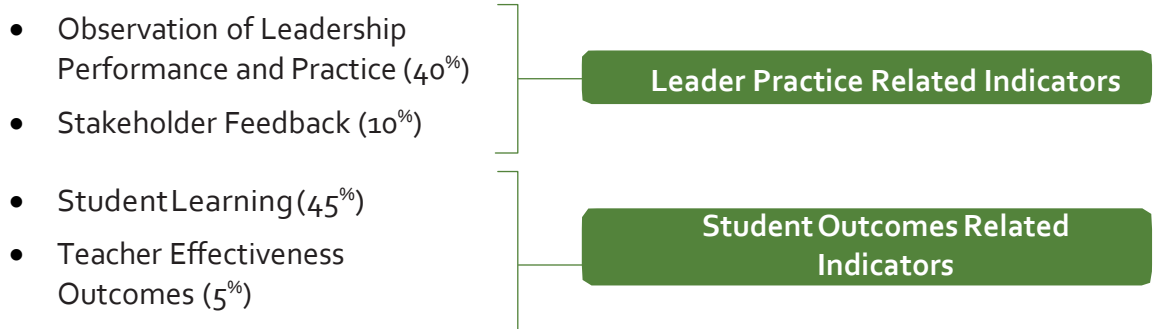 • Observation of Leadership
Performance and Practice (40%)
• Stakeholder Feedback (10%)
Leader Practice Related Indicators
• Student Learning (45%)
• Teacher Effectiveness
Outcomes (5%)
Student Outcomes Related
Indicators